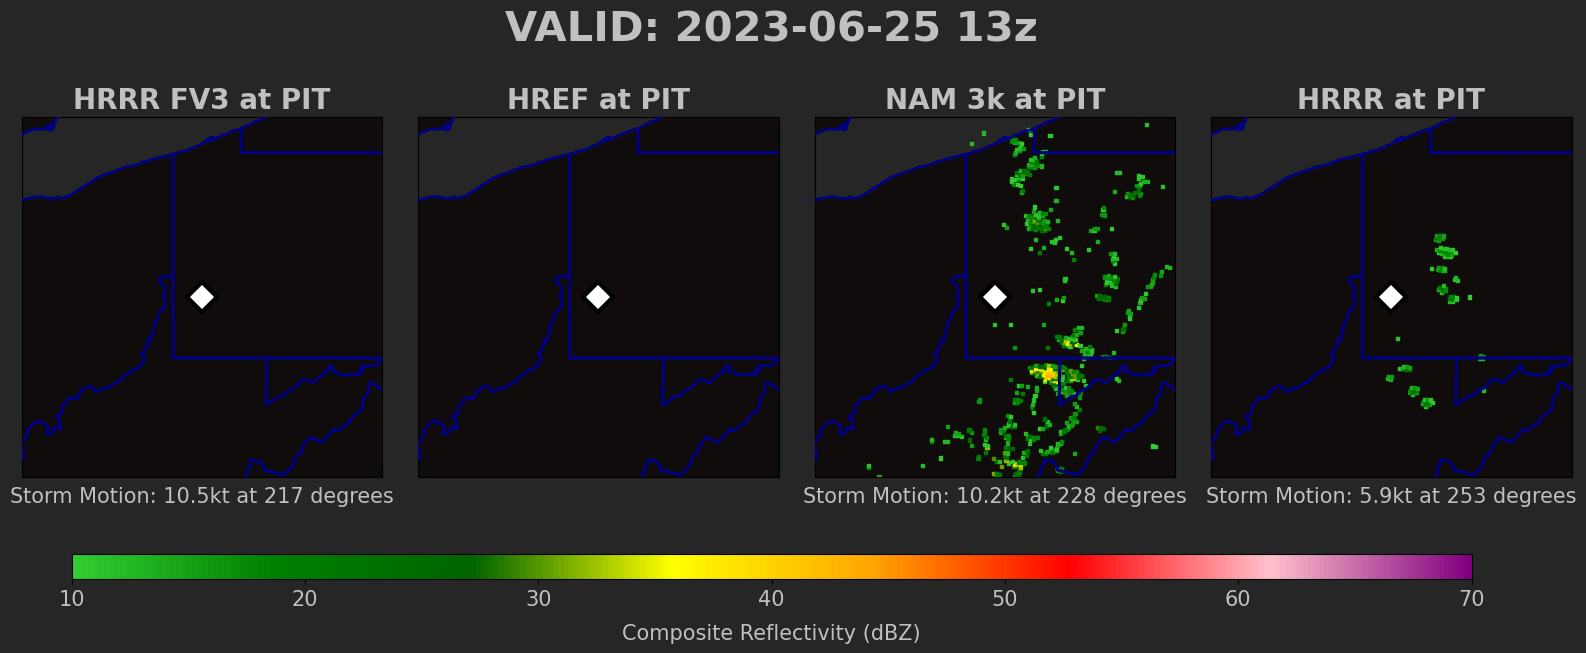 VALID: 2023-06-25 13z
HRRR FV3 at PIT
HREF at PIT
NAM 3k at PIT
HRRR at PIT
Storm Motion: 10.5kt at 217 degrees
Storm Motion: 10.2kt at 228 degrees
Storm Motion: 5.9kt at 253 degrees
10 20 30 40 50 60 70
Composite Reflectivity (dBZ)